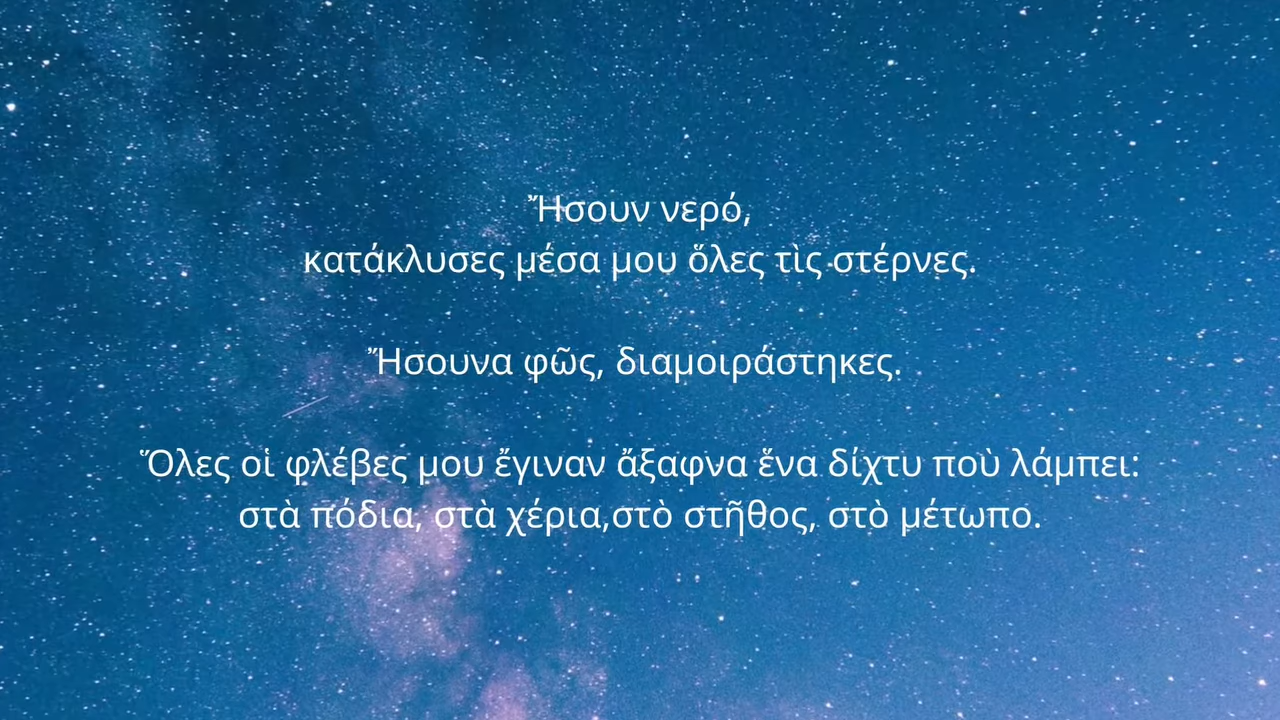 Ἤσουν νερό,
κατάκλυσες μέσα μου ὅλες τὶς στέρνες.
Ἤσουνα φῶς, διαμοιράστηκες.
Ὅλες οἱ φλέβες μου ἔγιναν ἄξαφνα ἕνα δίχτυ ποὺ λάμπει:
στὰ πόδια, στὰ χέρια,στὸ στῆθος, στὸ μέτωπο.